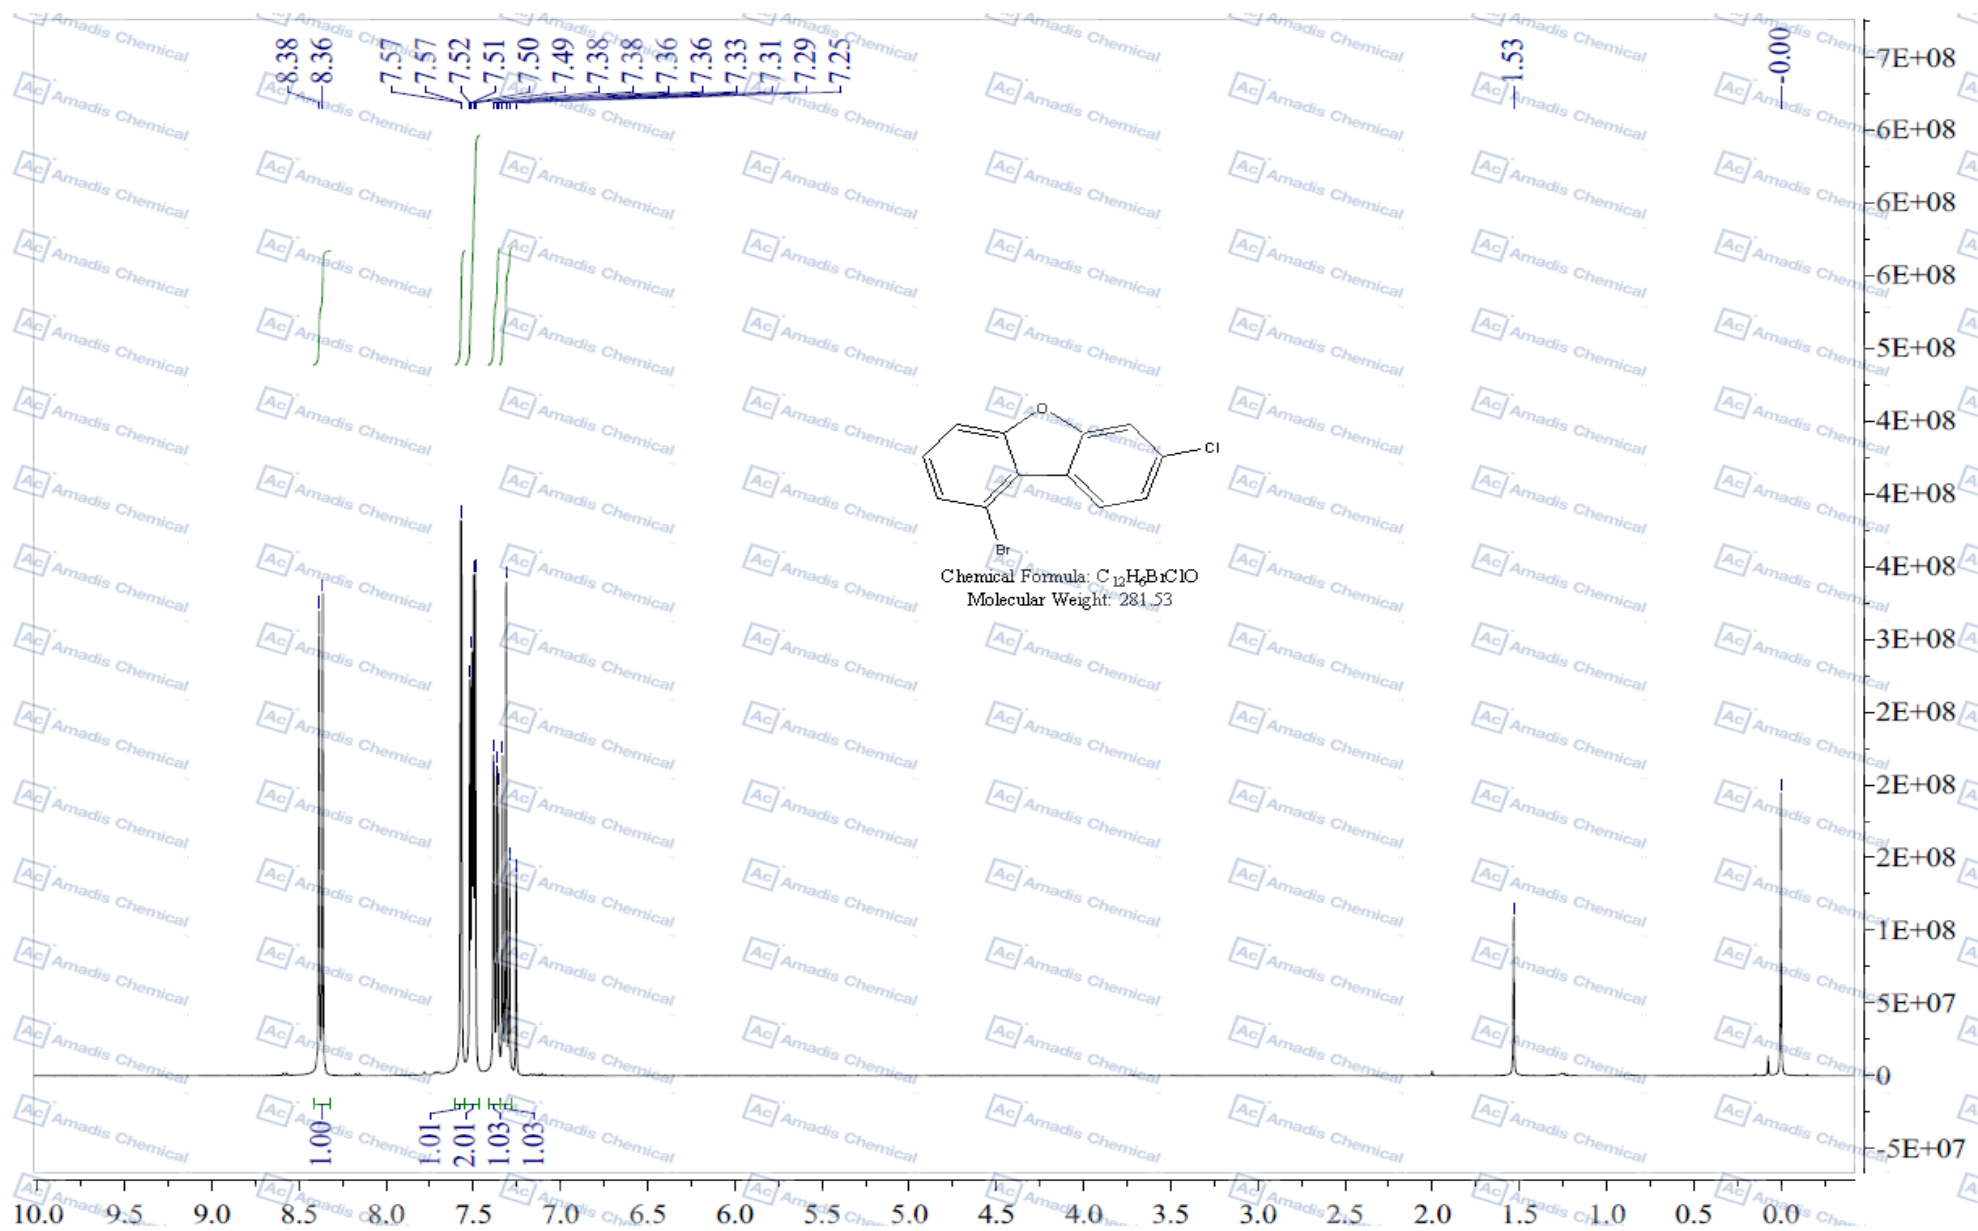 8.38
8.36
7.57
7.57
7.52
7.51
7.50
7.49
7.38
7.38
7.36
7.36
7.33
7.31
7.29
7.25
1.53
-0.00
7E+08
6E+08
6E+08
6E+08
5E+08
4E+08
4E+08
4E+08
3E+08
2E+08
2E+08
2E+08
1E+08
5E+07
0
-5E+07
O
Cl
Br
Chemical Formula: C12H6BrClO
Molecular Weight: 281.53
1.00
1.01
2.01
1.03
1.03
10.0 9.5 9.0 8.5 8.0 7.5 7.0 6.5 6.0 5.5 5.0 4.5 4.0 3.5 3.0 2.5 2.0 1.5 1.0 0.5 0.0
Ac Amadis Chemical